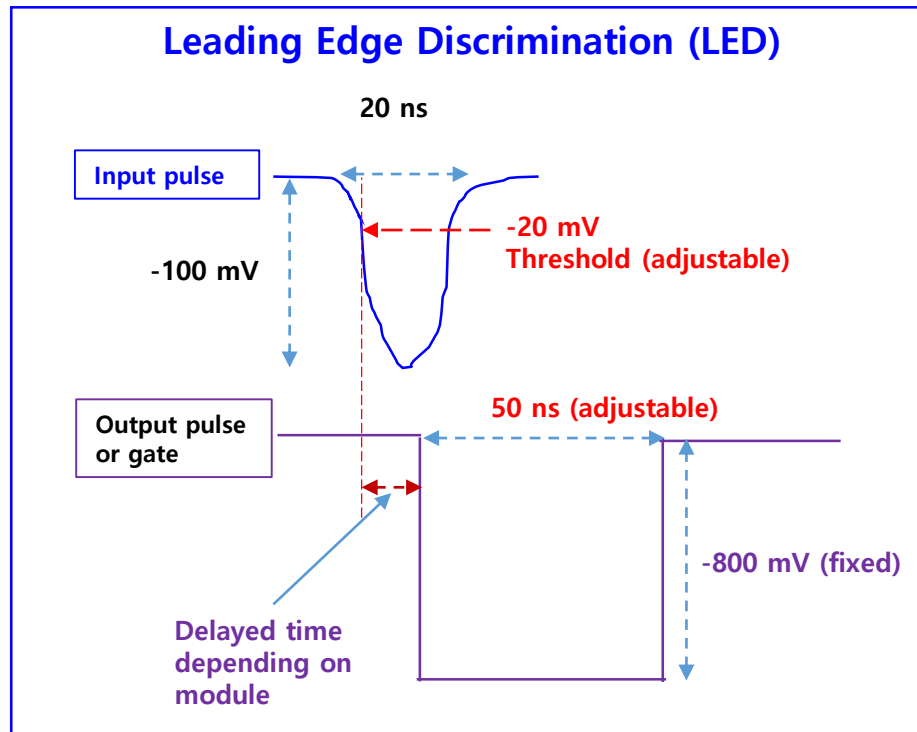 Leading Edge Discrimination (LED)
20 ns
Input pulse
-20 mV
Threshold (adjustable)
-100 mV
50 ns (adjustable)
Output pulse
or gate
-800 mV (fixed)
Delayed time
depending on
module